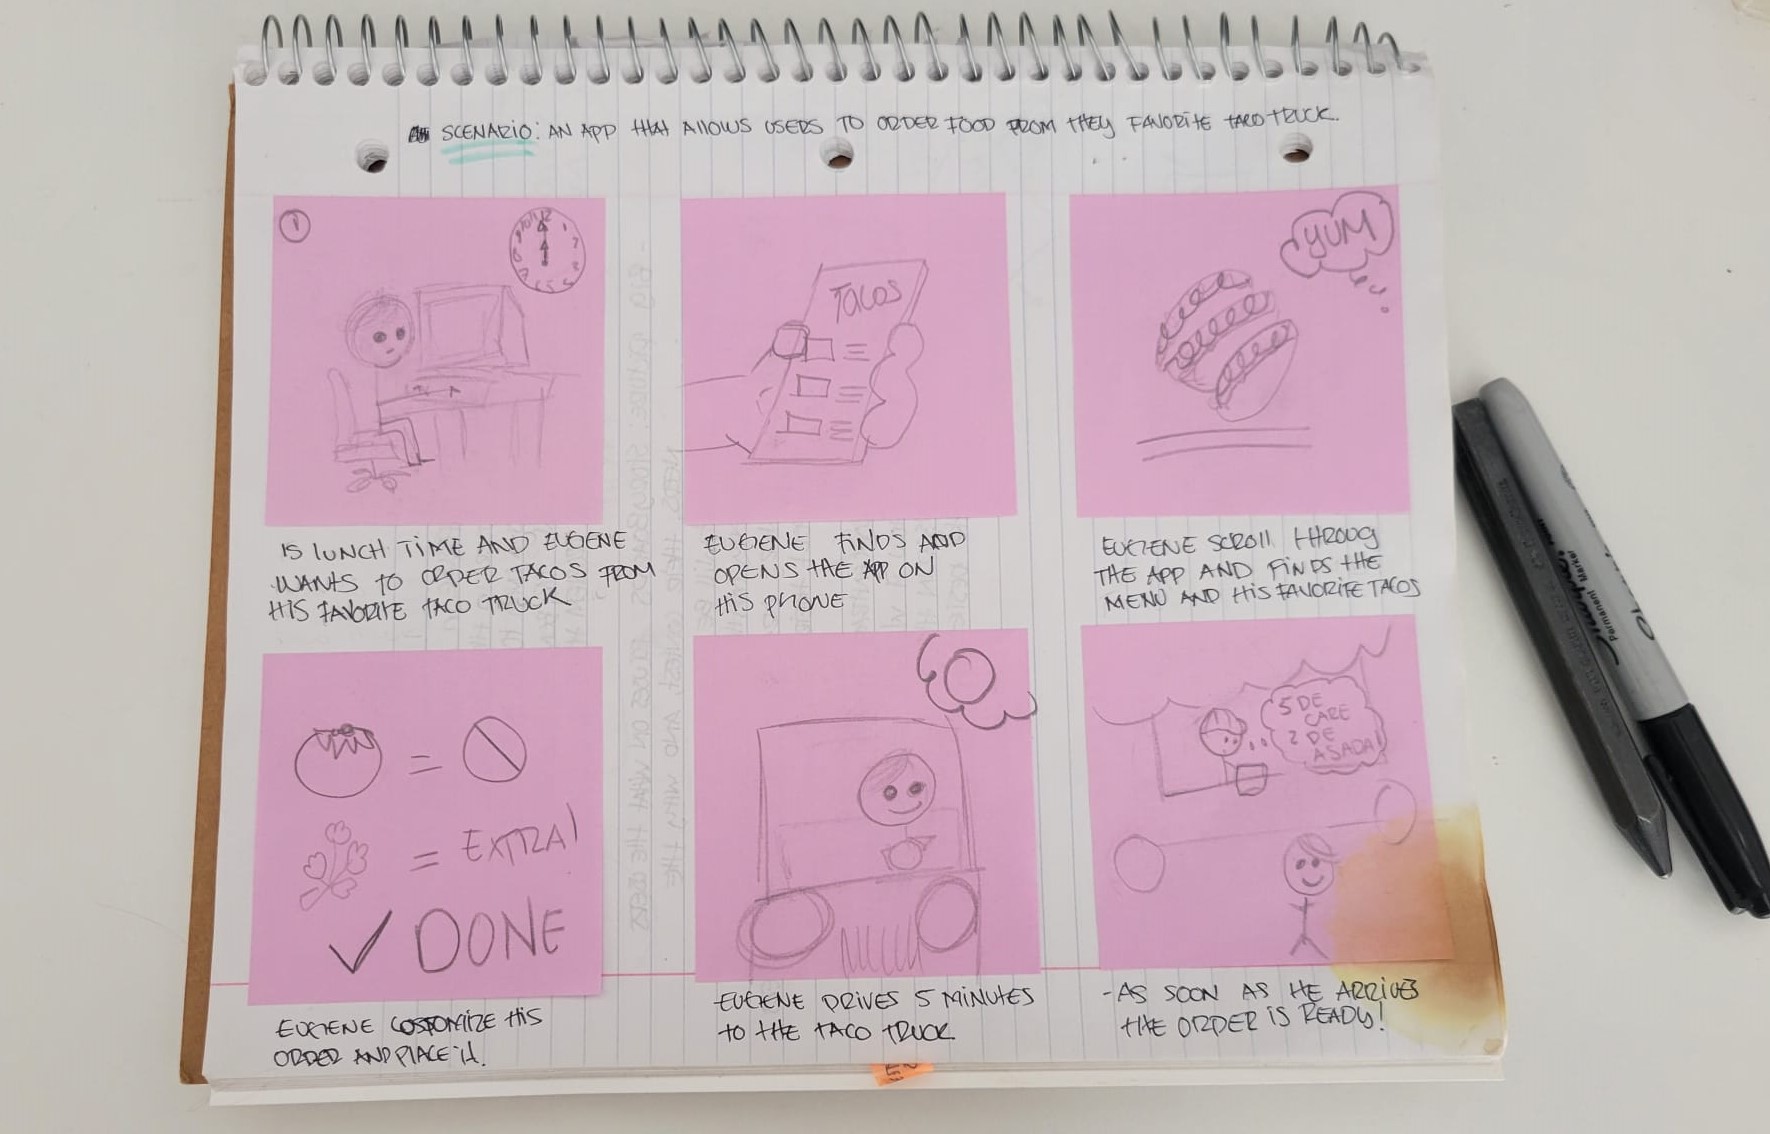 SCENARIO: AN APP THAT ALLOWS USERS TO ORDER FOOD FROM THEY FAVORITE TACO TRUCK.
1
TACOS
YUM
IS LUNCH TIME AND EUGENE
WANTS TO ORDER TACOS FROM
HIS FAVORITE TACO TRUCK
EUGENE FINDS AND
OPENS THE APP ON
HIS PHONE
EUGENE SCROLL THROUG
THE APP AND FINDS THE
MENU AND HIS FAVORITE TACOS
=
= EXTRA!
✓ DONE
5 DE
CARE
2 DE
ASADA!
EUGENE COSTOMIZE HIS
ORDER AND PLACE it.
EUGENE DRIVES 5 MINUTES
TO THE TACO TRUCK
- AS SOON AS HE ARRIVES
THE ORDER IS READY!
Permanent
Marker